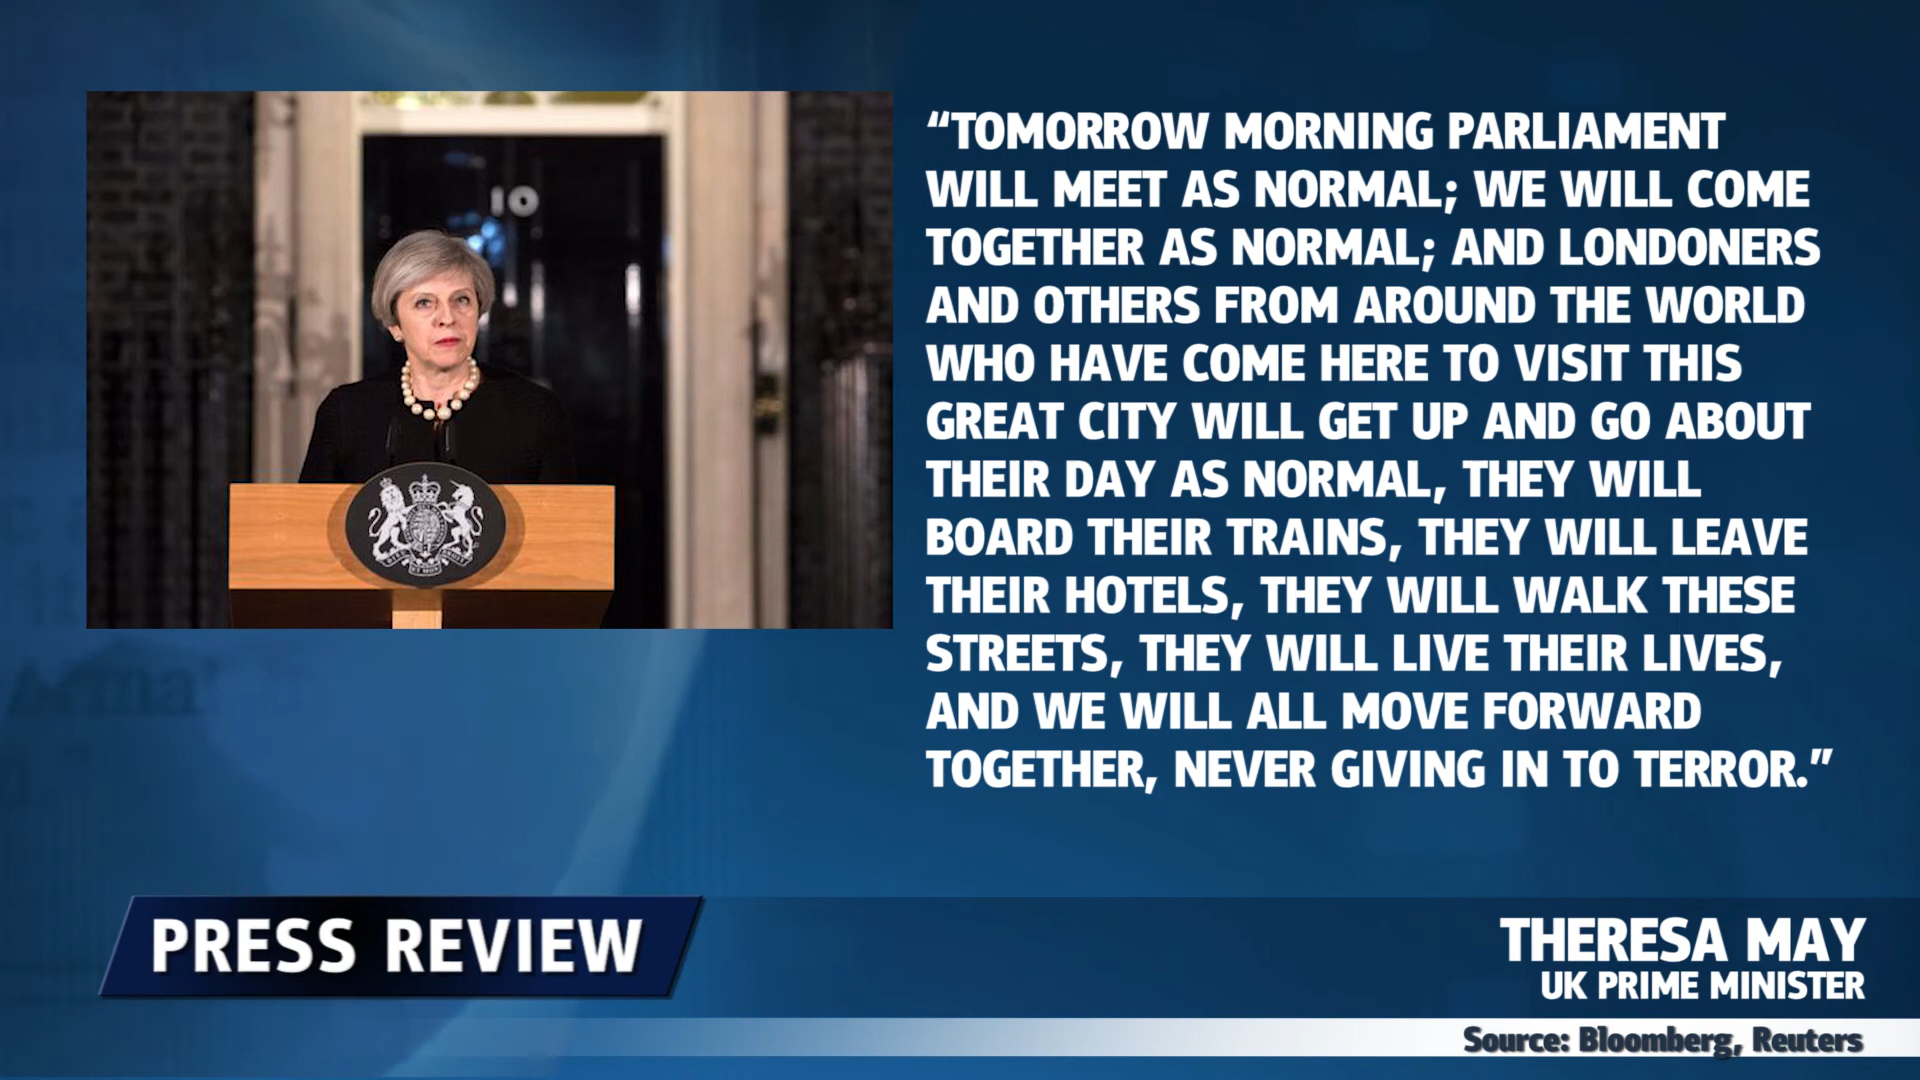 10
“TOMORROW MORNING PARLIAMENT
WILL MEET AS NORMAL; WE WILL COME
TOGETHER AS NORMAL; AND LONDONERS
AND OTHERS FROM AROUND THE WORLD
WHO HAVE COME HERE TO VISIT THIS
GREAT CITY WILL GET UP AND GO ABOUT
THEIR DAY AS NORMAL, THEY WILL
BOARD THEIR TRAINS, THEY WILL LEAVE
THEIR HOTELS, THEY WILL WALK THESE
STREETS, THEY WILL LIVE THEIR LIVES,
AND WE WILL ALL MOVE FORWARD
TOGETHER, NEVER GIVING IN TO TERROR.”
PRESS REVIEW
THERESA MAY
UK PRIME MINISTER
Source: Bloomberg, Reuters